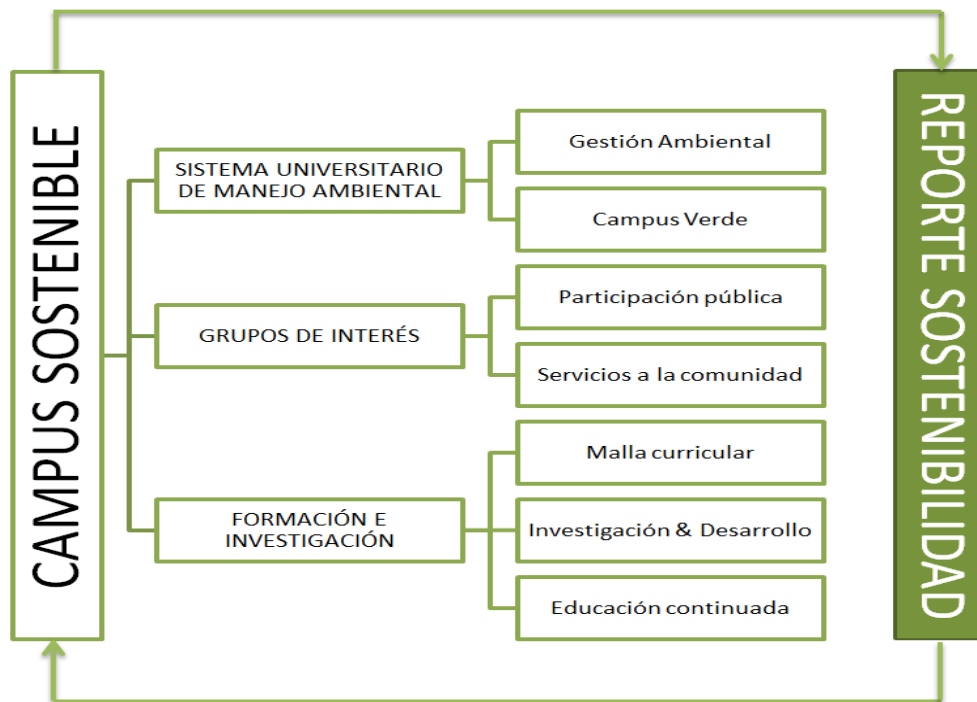 CAMPUS SOSTENIBLE
SISTEMA UNIVERSITARIO
DE MANEJO AMBIENTAL
Gestión Ambiental
Campus Verde
GRUPOS DE INTERÉS
Participación pública
Servicios a la comunidad
FORMACIÓN E
INVESTIGACIÓN
Malla curricular
Investigación & Desarrollo
Educación continuada
REPORTE SOSTENIBILIDAD